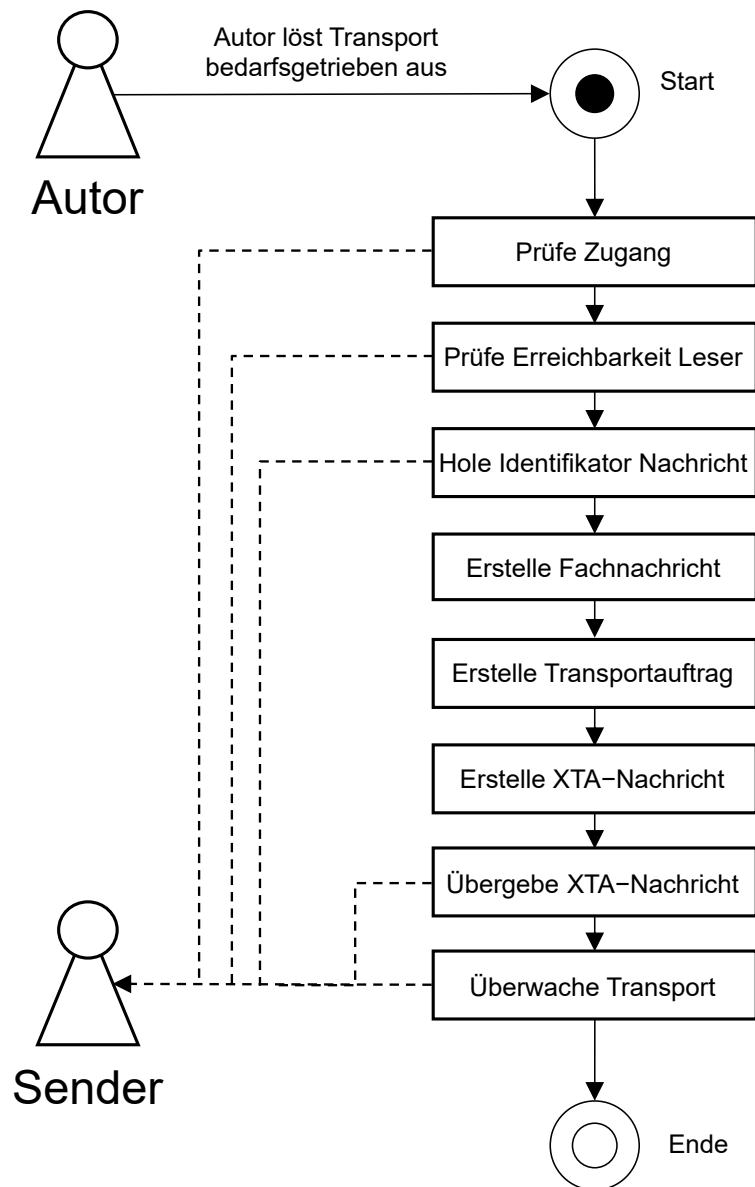 Autor löst Transport
bedarfsgetrieben aus
Start
Autor
Prüfe Zugang
Prüfe Erreichbarkeit Leser
Hole Identifikator Nachricht
Erstelle Fachnachricht
Erstelle Transportauftrag
Erstelle XTA−Nachricht
Übergebe XTA−Nachricht
Überwache Transport
Sender
Ende